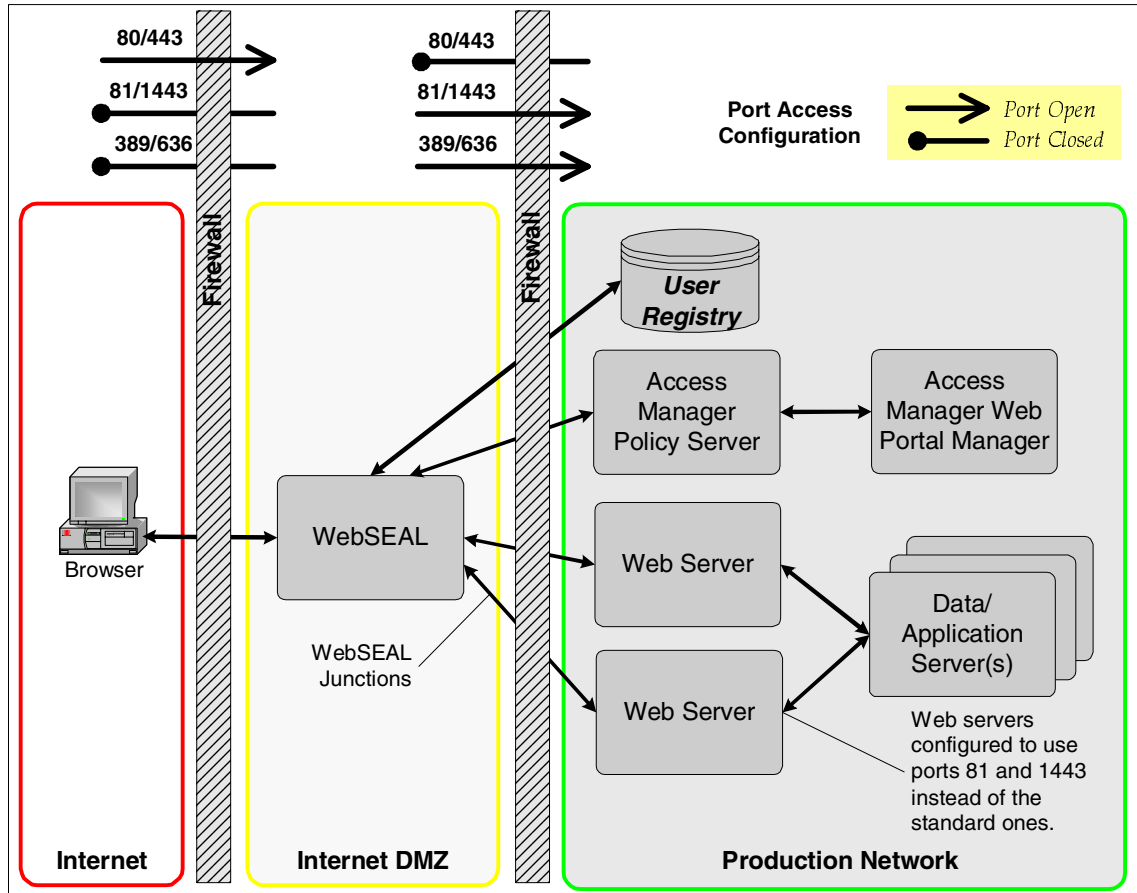 80/443
81/1443
389/636
80/443
81/1443
389/636
Port Access
Configuration
Port Open
Port Closed
Firewall
Firewall
User
Registry
Access
Manager
Policy Server
Access
Manager Web
Portal Manager
Browser
WebSEAL
Web Server
WebSEAL
Junctions
Web Server
Data/
Application
Server(s)
Web servers
configured to use
ports 81 and 1443
instead of the
standard ones.
Internet
Internet DMZ
Production Network